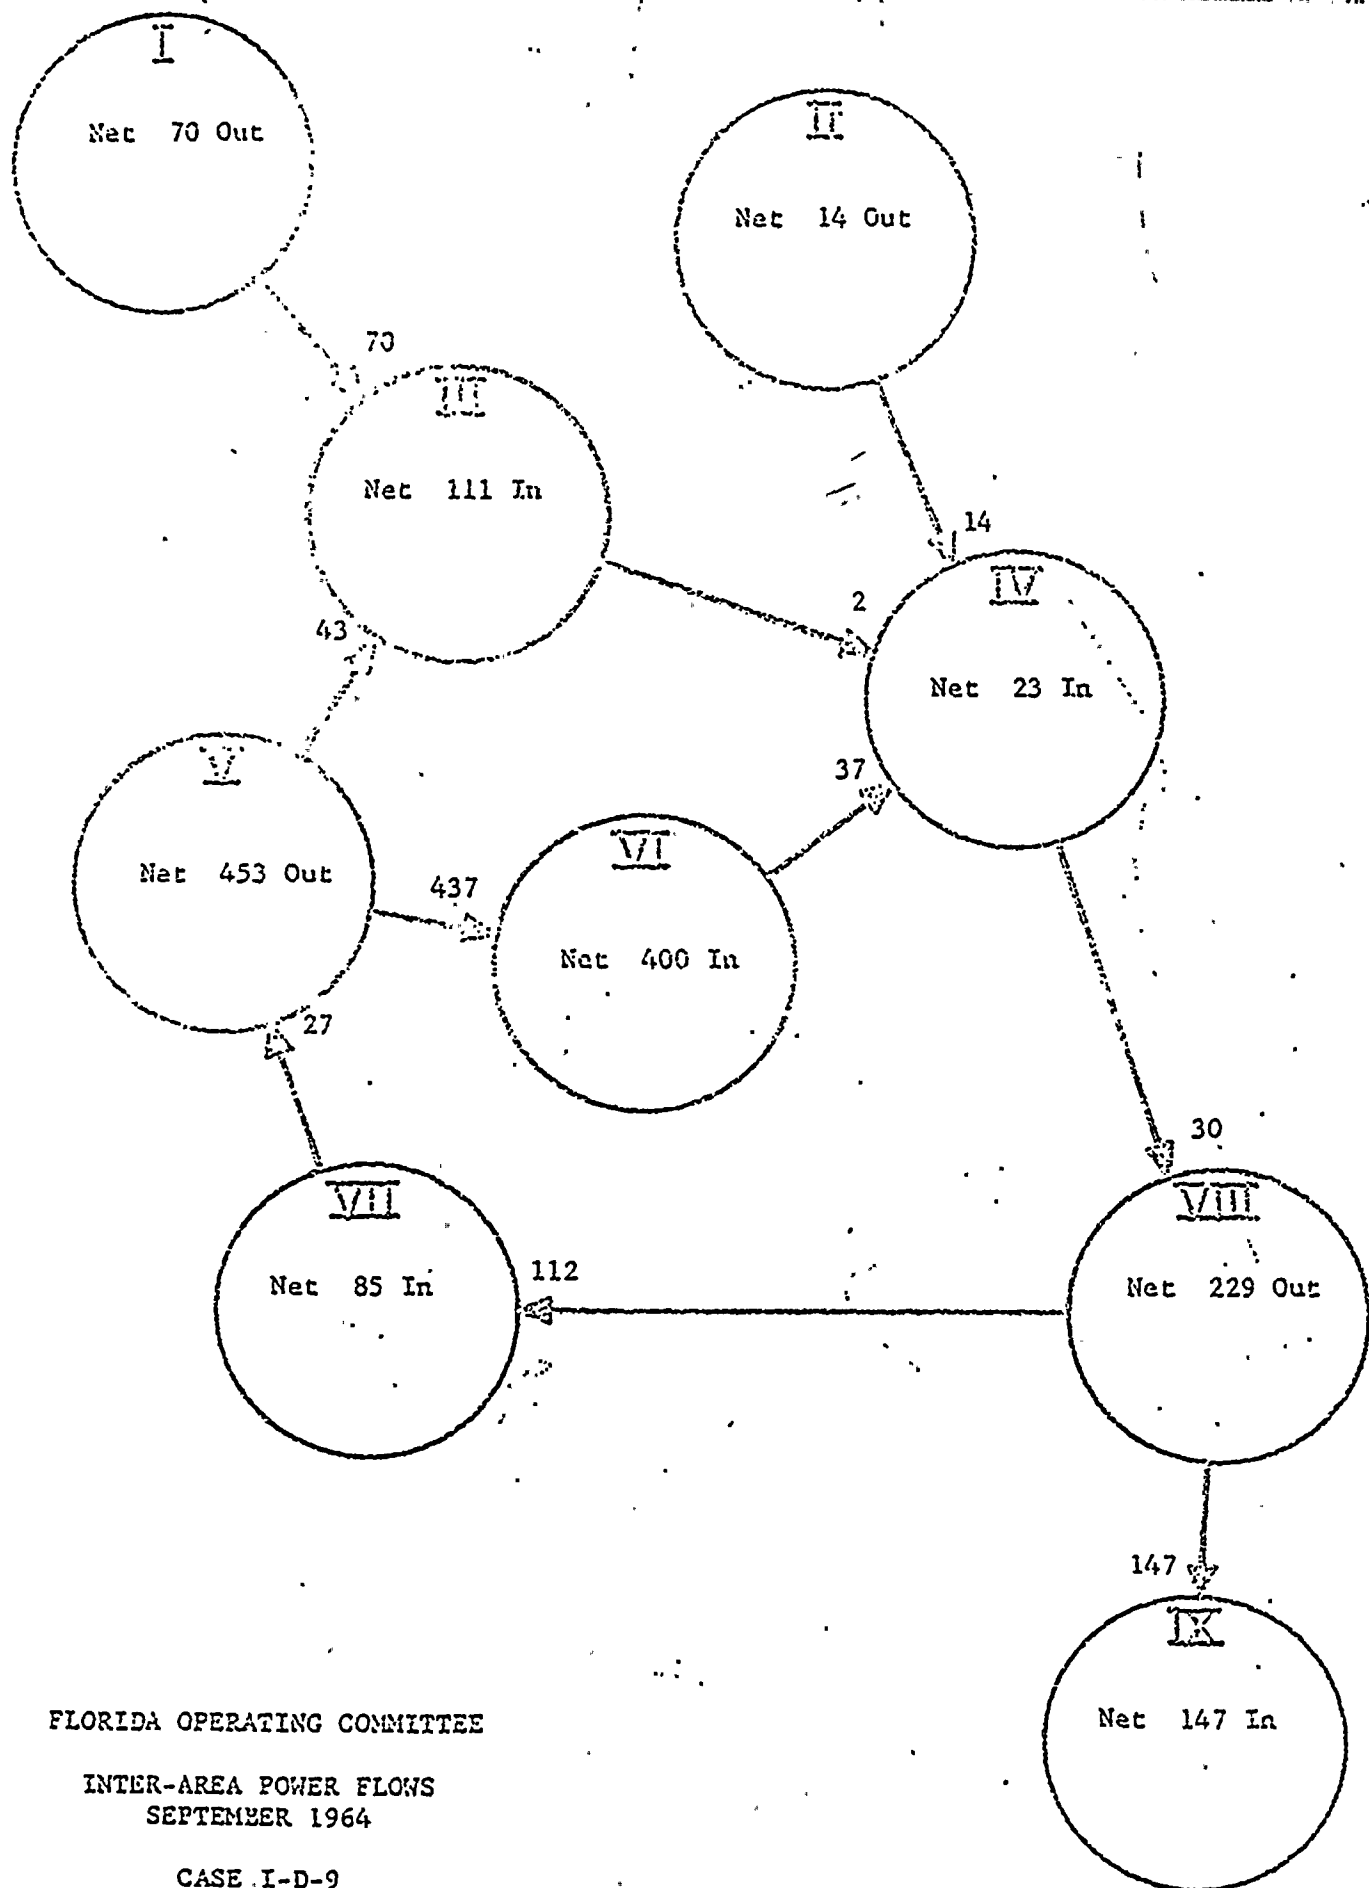 I
Net 70 Out
II
Net 14 Out
70
III
Net 111 In
14
IV
2
43
Net 23 In
V
37
VI
Net 453 Out
437
Net 400 In
27
30
VII
VIII
112
Net 85 In
Net 229 Out
147
IX
Net 147 In
FLORIDA OPERATING COMMITTEE
INTER-AREA POWER FLOWS
SEPTEMBER 1964
CASE I-D-9